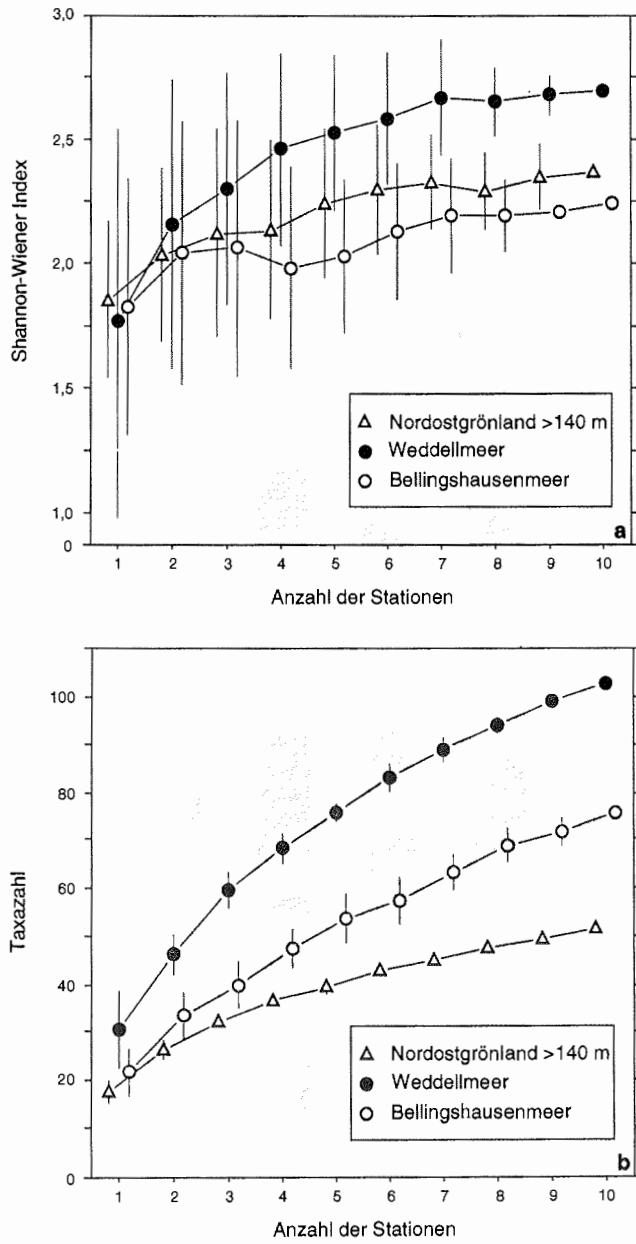 3,0
2,5
2,0
1,5
1,0
0
Shannon-Wiener Index
Nordostgrönland >140 m
Weddellmeer
Bellingshausenmeer
a
1 2 3 4 5 6 7 8 9 10
Anzahl der Stationen
100
80
60
40
20
0
Taxazahl
Nordostgrönland >140 m
Weddellmeer
Bellingshausenmeer
b
1 2 3 4 5 6 7 8 9 10
Anzahl der Stationen